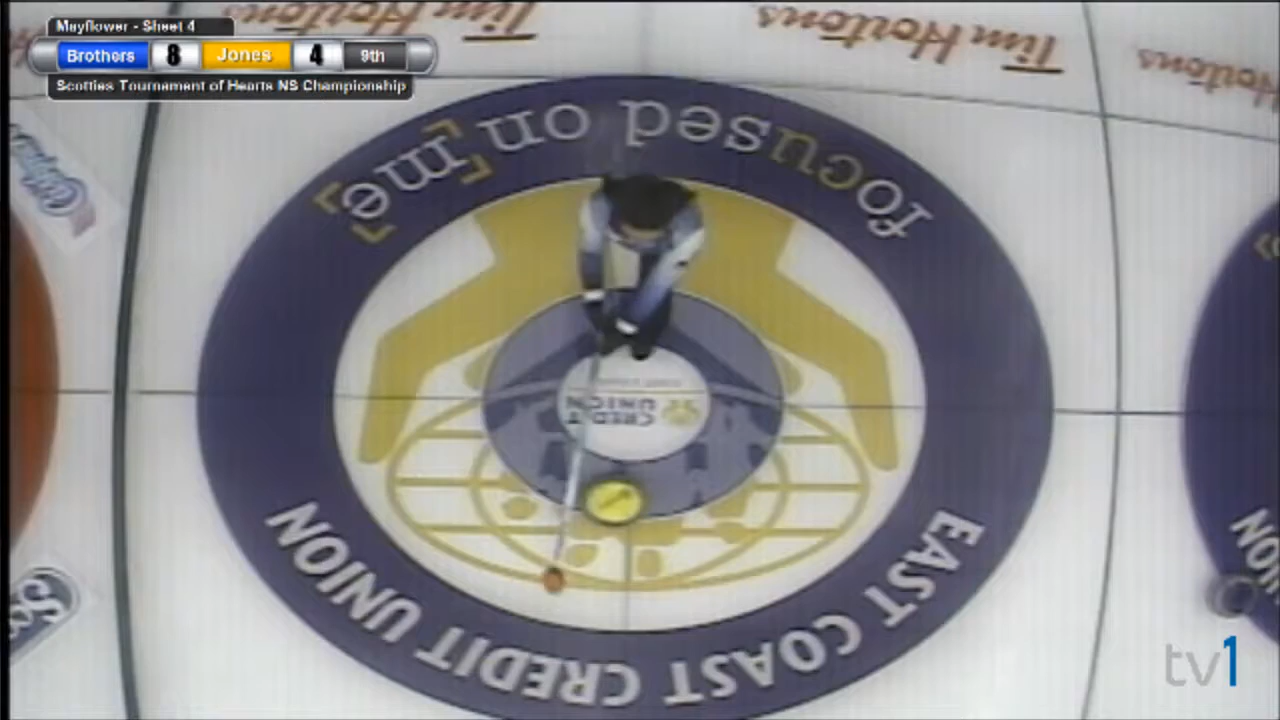 Mayflower - Sheet 4
Brothers 8 Jones 4 9th
Scotties Tournament of Hearts NS Championship
Tim Hortons Tim Hortons Hortons
focused on "me"
CREDIT
UNION
EAST COAST CREDIT UNION
tv1